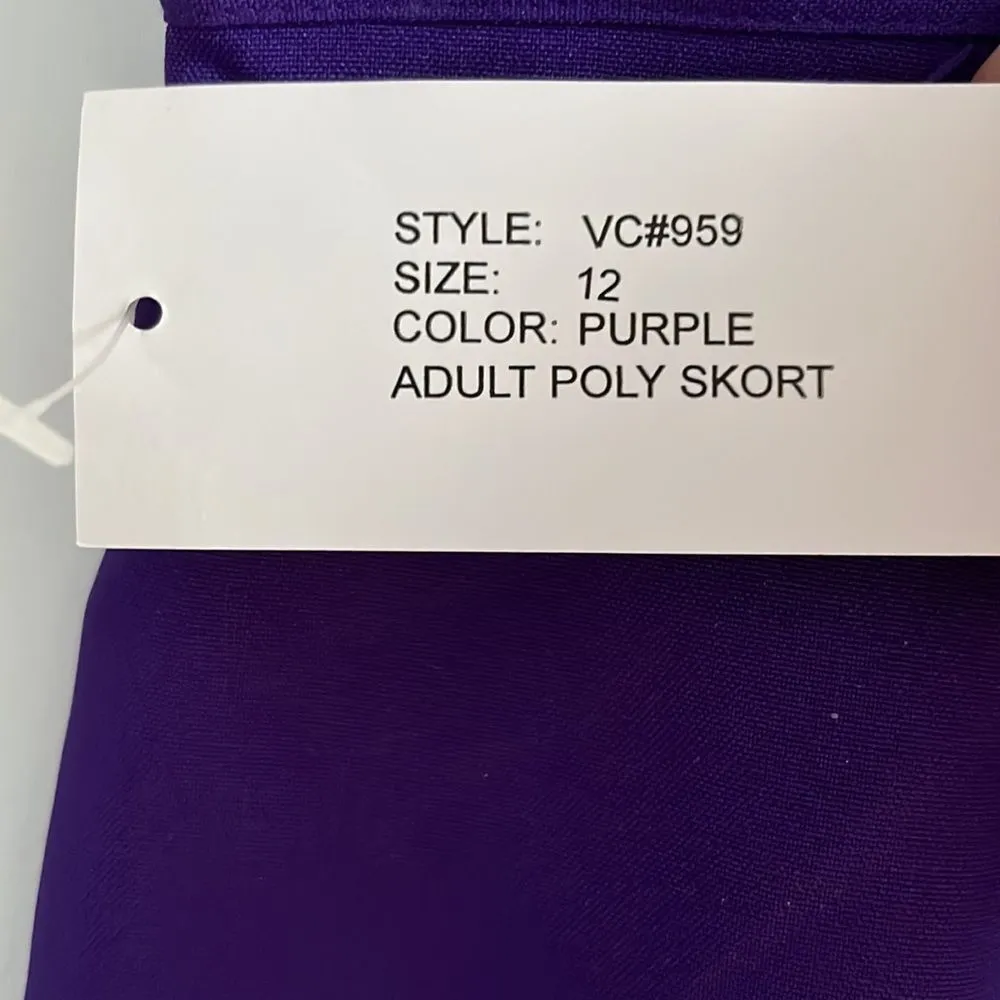 STYLE: VC#959
SIZE: 12
COLOR: PURPLE
ADULT POLY SKORT